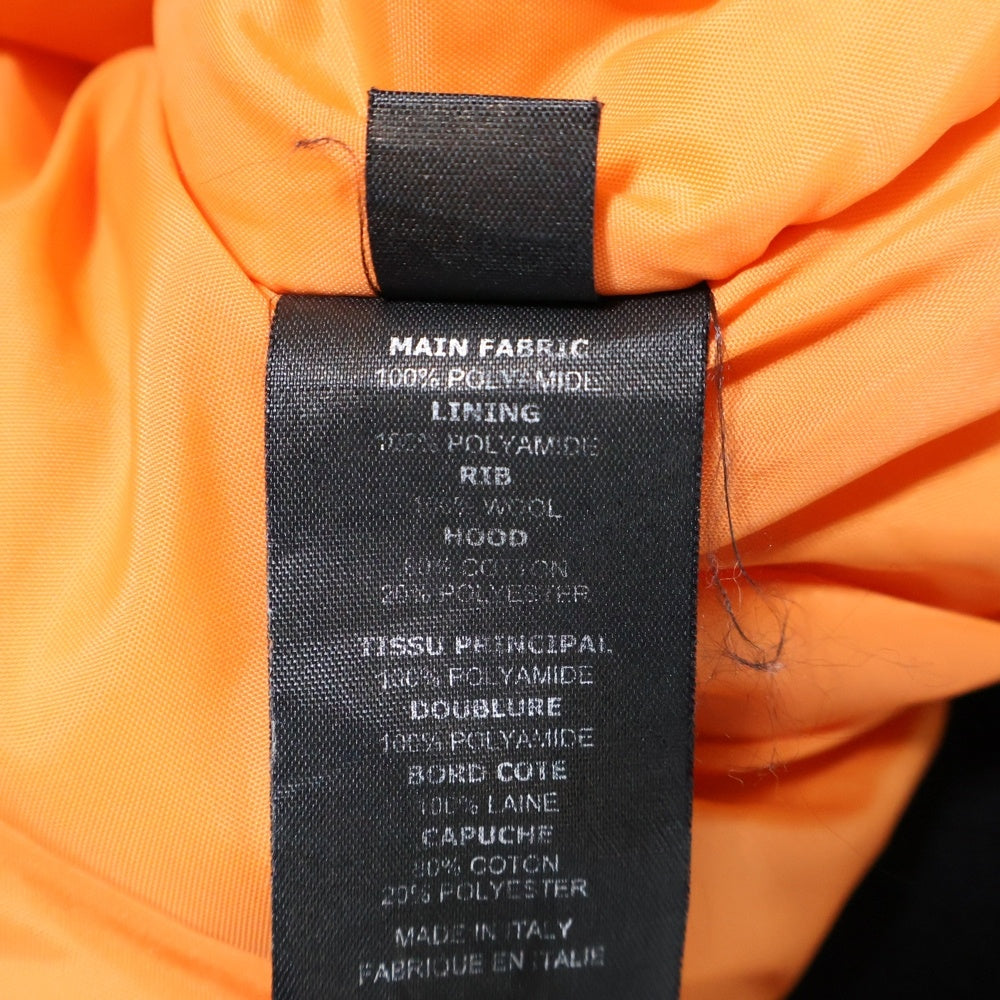 MAIN FABRIC
100% POLYAMIDE
LINING
100% POLYAMIDE
RIB
100% WOOL
HOOD
80% COTTON
20% POLYESTER
TISSU PRINCIPAL
100% POLYAMIDE
DOUBLURE
100% POLYAMIDE
BORD COTE
100% LAINE
CAPUCHE
80% COTON
20% POLYESTER
MADE IN ITALY
FABRIQUE EN ITALIE